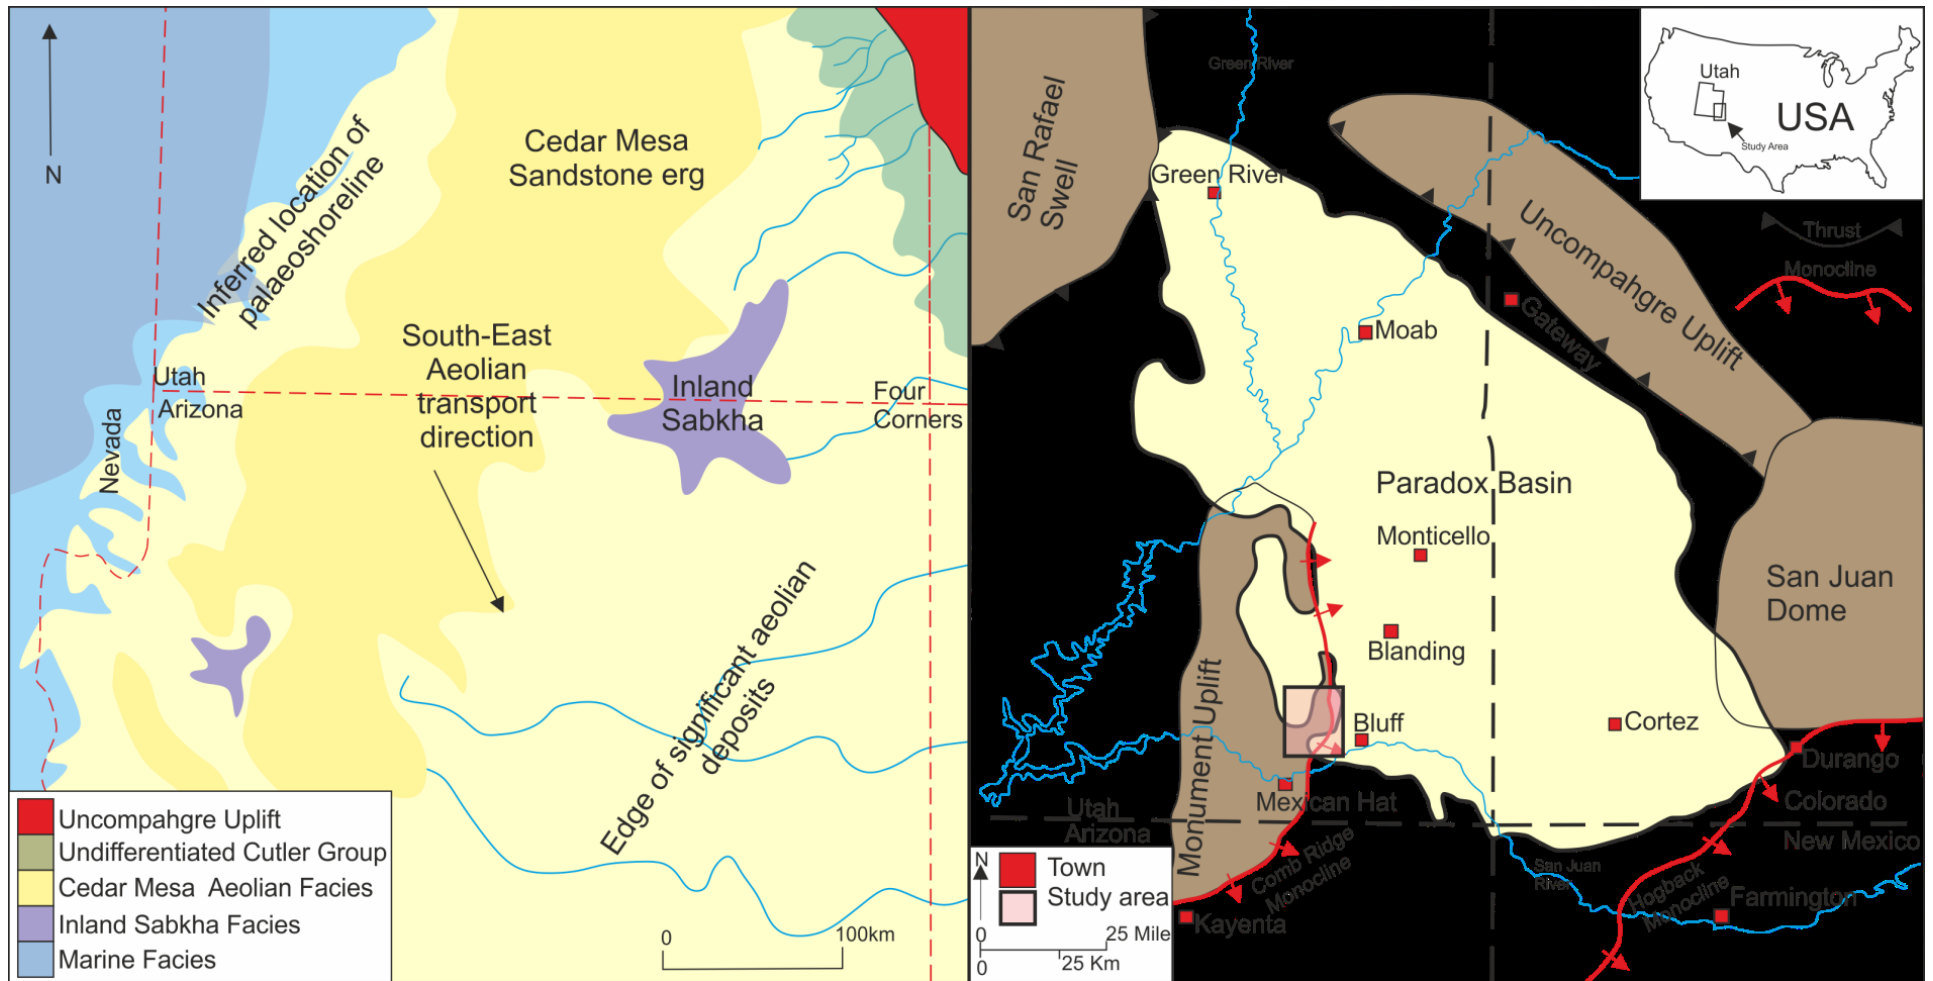 N
Inferred location of
palaeoshoreline
Cedar Mesa
Sandstone erg
South-East
Aeolian
transport
direction
Inland
Sabkha
Utah
Arizona
Nevada
Four
Corners
Edge of significant aeolian
deposits
Uncompahgre Uplift
Undifferentiated Cutler Group
Cedar Mesa  Aeolian Facies
Inland Sabkha Facies
Marine Facies
0
100km
Green River
San Rafael
Swell
Green River
Utah
USA
Study Area
Thrust
Monocline
Uncompahgre Uplift
Gateway
Moab
Paradox Basin
Monticello
San Juan
Dome
Blanding
Monument Uplift
Bluff
Cortez
Durango
Mexican Hat
Utah
Arizona
Colorado
New Mexico
Comb Ridge
Monocline
San Juan
River
Hogback
Monocline
Farmington
Kayenta
N
Town
Study area
0
25 Mile
0
25 Km